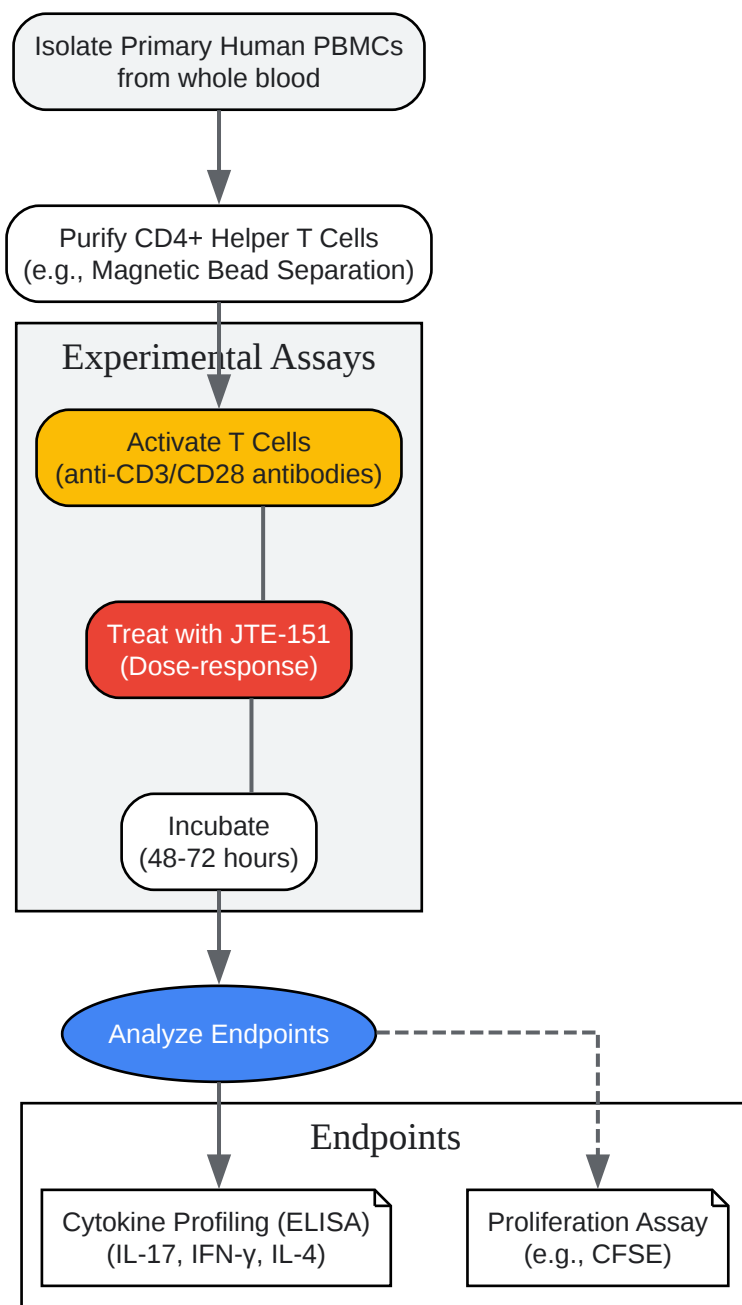 Isolate Primary Human PBMCs
from whole blood
Purify CD4+ Helper T Cells
(e.g., Magnetic Bead Separation)
Experimental Assays
Activate T Cells
(anti-CD3/CD28 antibodies)
Treat with JTE-151
(Dose-response)
Incubate
(48-72 hours)
Analyze Endpoints
Endpoints
Cytokine Profiling (ELISA)
(IL-17, IFN-γ, IL-4)
Proliferation Assay
(e.g., CFSE)